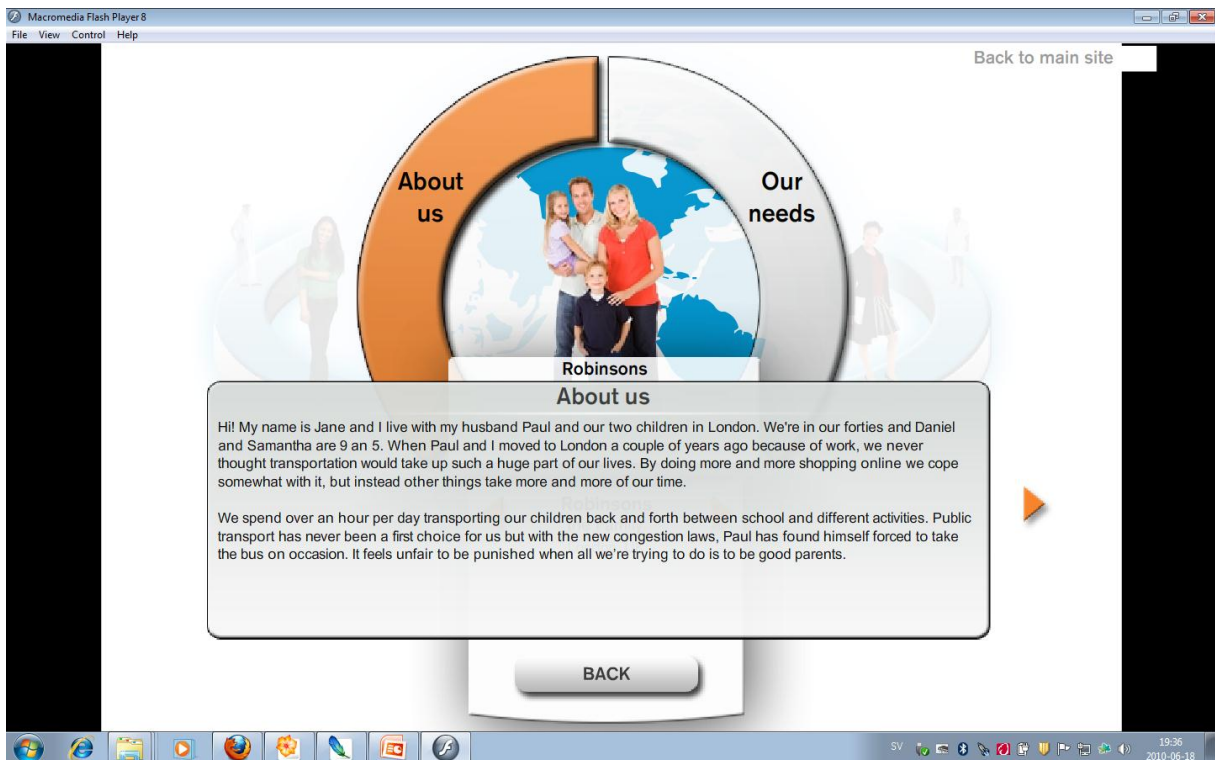 Macromedia Flash Player 8
File View Control Help
Back to main site
About
us
Our
needs
Robinsons
About us
Hi! My name is Jane and I live with my husband Paul and our two children in London. We're in our forties and Daniel
and Samantha are 9 an 5. When Paul and I moved to London a couple of years ago because of work, we never
thought transportation would take up such a huge part of our lives. By doing more and more shopping online we cope
somewhat with it, but instead other things take more and more of our time.
Robinsons
We spend over an hour per day transporting our children back and forth between school and different activities. Public
transport has never been a first choice for us but with the new congestion laws, Paul has found himself forced to take
the bus on occasion. It feels unfair to be punished when all we're trying to do is to be good parents.
BACK
SV
19:36
2010-06-18